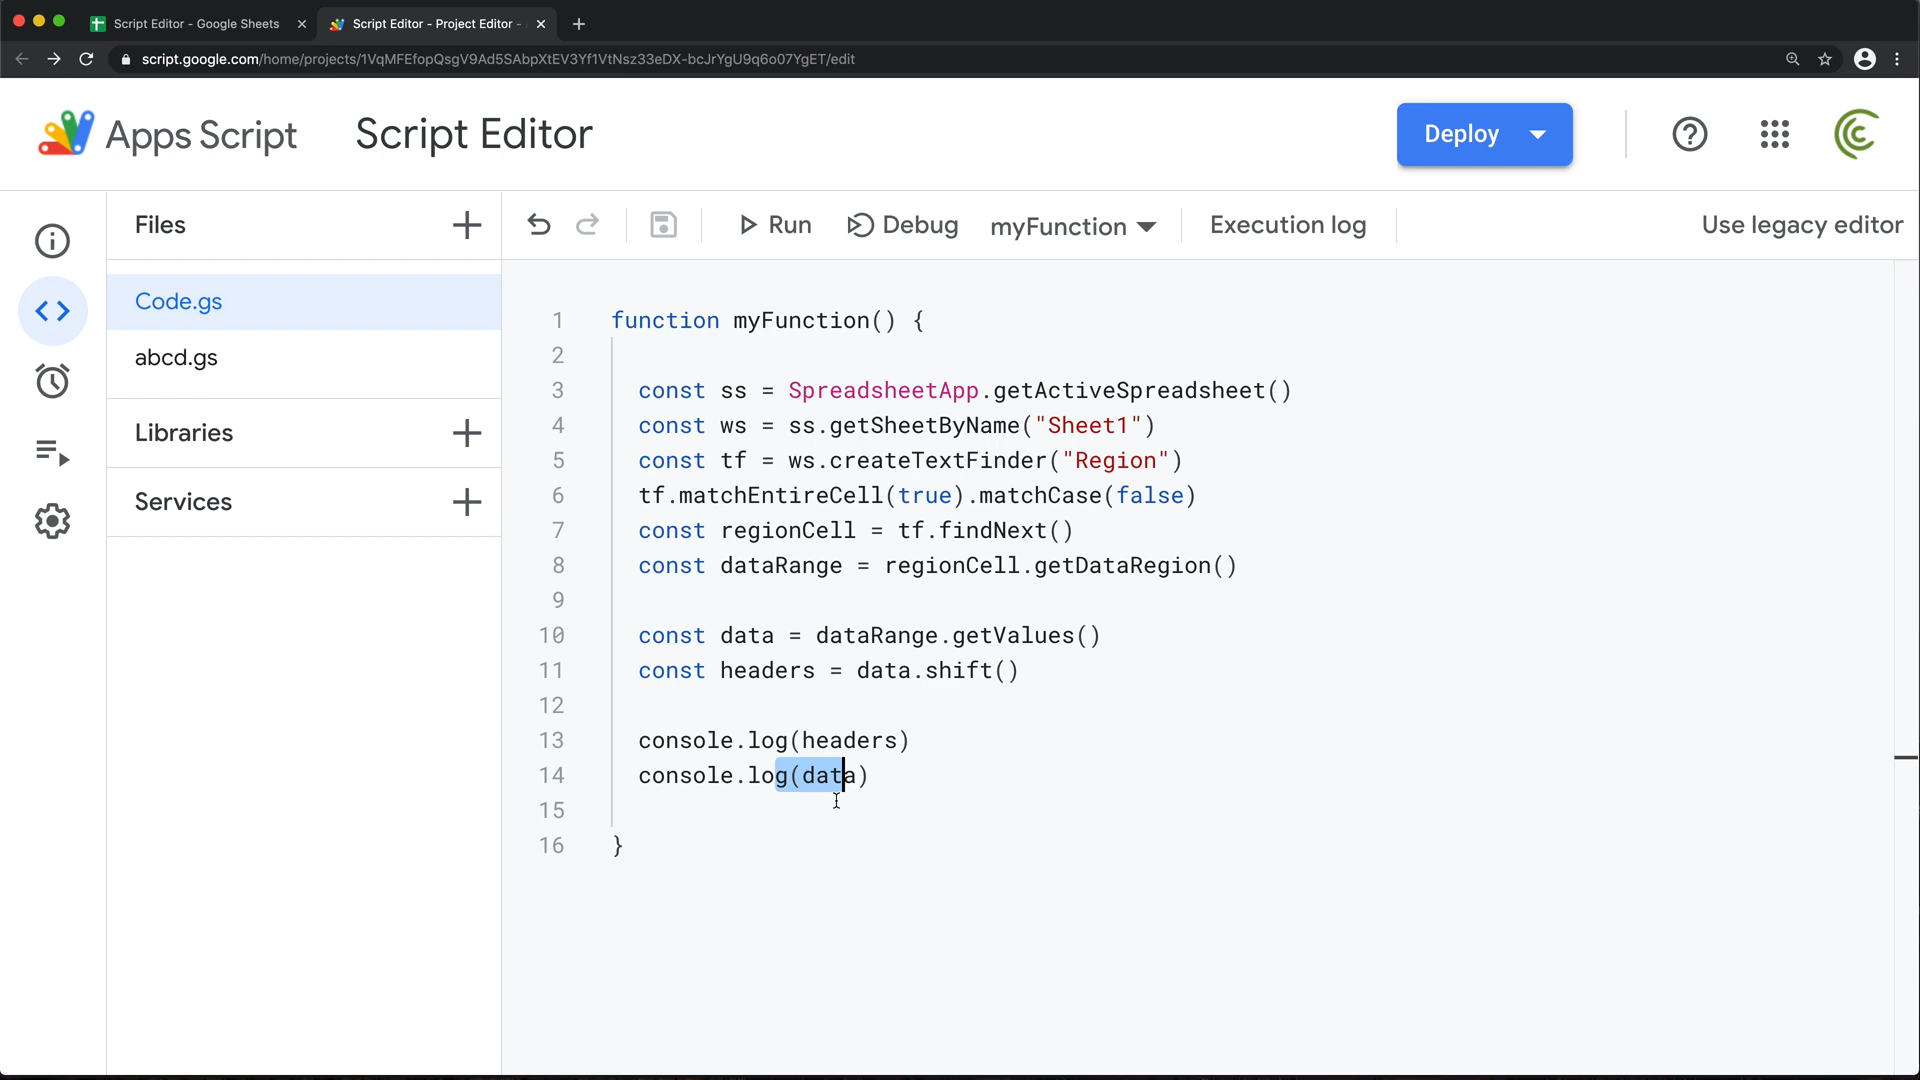 Script Editor - Google Sheets
Script Editor - Project Editor -
script.google.com/home/projects/1VqMFEfopQsgV9Ad5SAbpXtEV3Yf1VtNsz33eDX-bcJrYgU9q6o07YgET/edit
Apps Script
Script Editor
Deploy
Files
Run
Debug
myFunction
Execution log
Use legacy editor
Code.gs
abcd.gs
Libraries
Services
1 function myFunction() {
2
3 const ss = SpreadsheetApp.getActiveSpreadsheet()
4 const ws = ss.getSheetByName("Sheet1")
5 const tf = ws.createTextFinder("Region")
6 tf.matchEntireCell(true).matchCase(false)
7 const regionCell = tf.findNext()
8 const dataRange = regionCell.getDataRegion()
9
10 const data = dataRange.getValues()
11 const headers = data.shift()
12
13 console.log(headers)
14 console.log(data)
15
16 }